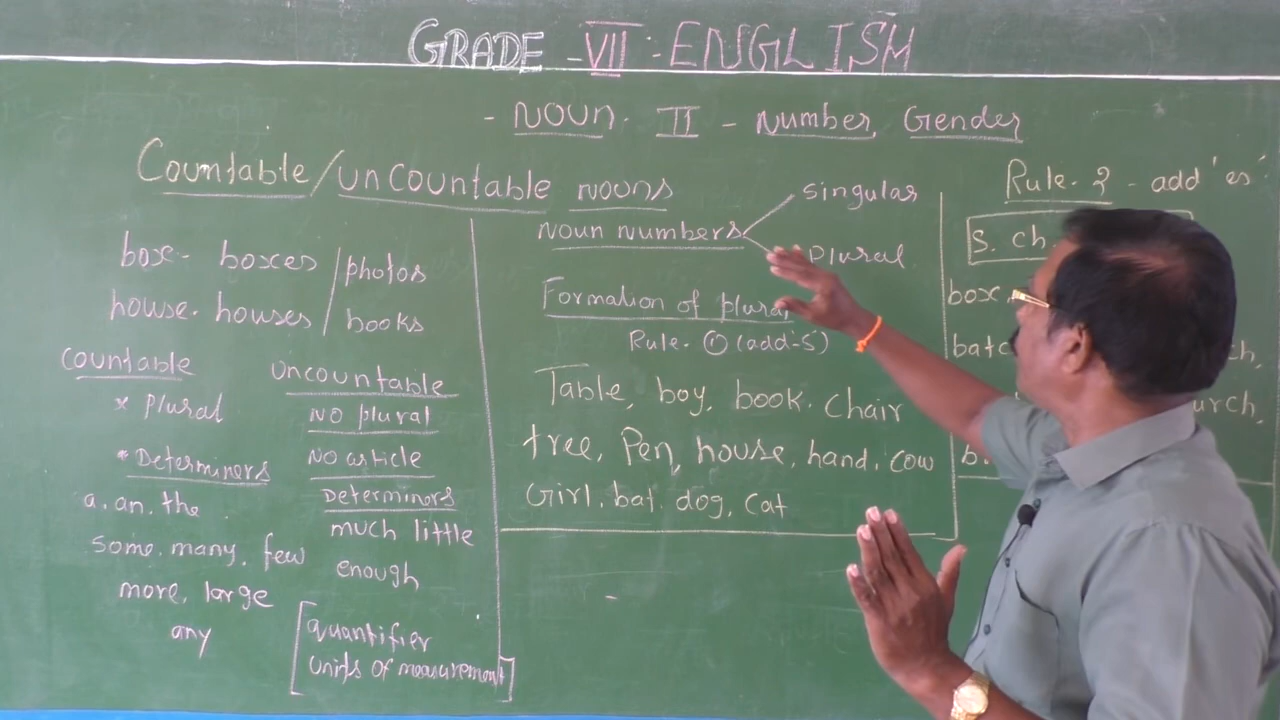 GRADE - VII - ENGLISH
- NOUN. II - Number, Gender
Countable/uncountable nouns
box - boxes / photos
house. houses / books
countable
* plural
* Determiners
a. an. the
some. many. few
more, large
any
uncountable
NO plural
NO article
Determiners
much little
enough
quantifier
units of measurement
noun numbers
singular
plural
Formation of plural
Rule. ① (add-s)
Table, boy, book. chair
tree, Pen, house, hand, cow
Girl. bat. dog, cat
Rule. 2 - add 'es'
s. ch
box